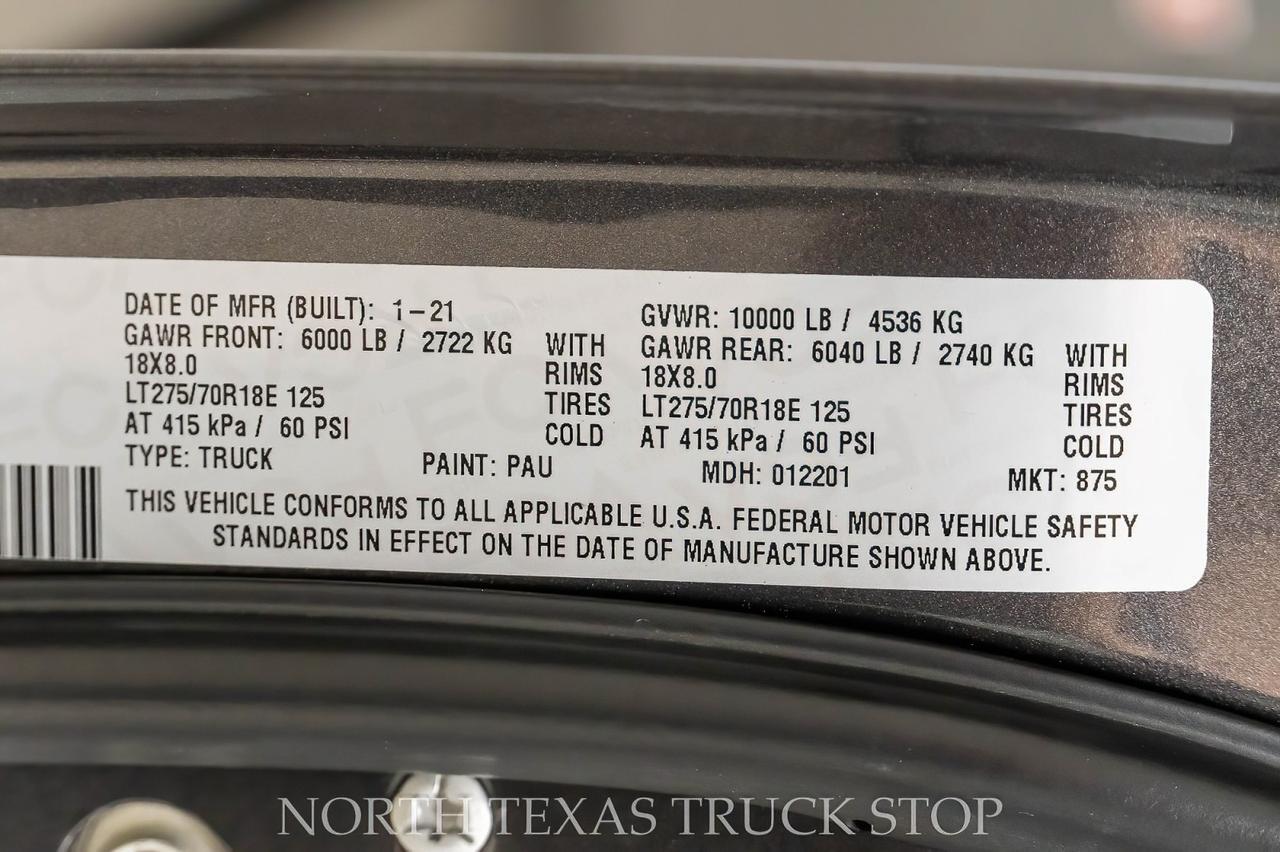 DATE OF MFR (BUILT): 1-21 GVWR: 10000 LB / 4536 KG
GAWR FRONT: 6000 LB / 2722 KG WITH GAWR REAR: 6040 LB / 2740 KG WITH
18X8.0 RIMS 18X8.0 RIMS
LT275/70R18E 125 TIRES LT275/70R18E 125 TIRES
AT 415 kPa / 60 PSI COLD AT 415 kPa / 60 PSI COLD
TYPE: TRUCK PAINT: PAU MDH: 012201 MKT: 875
THIS VEHICLE CONFORMS TO ALL APPLICABLE U.S.A. FEDERAL MOTOR VEHICLE SAFETY
STANDARDS IN EFFECT ON THE DATE OF MANUFACTURE SHOWN ABOVE.
NORTH TEXAS TRUCK STOP